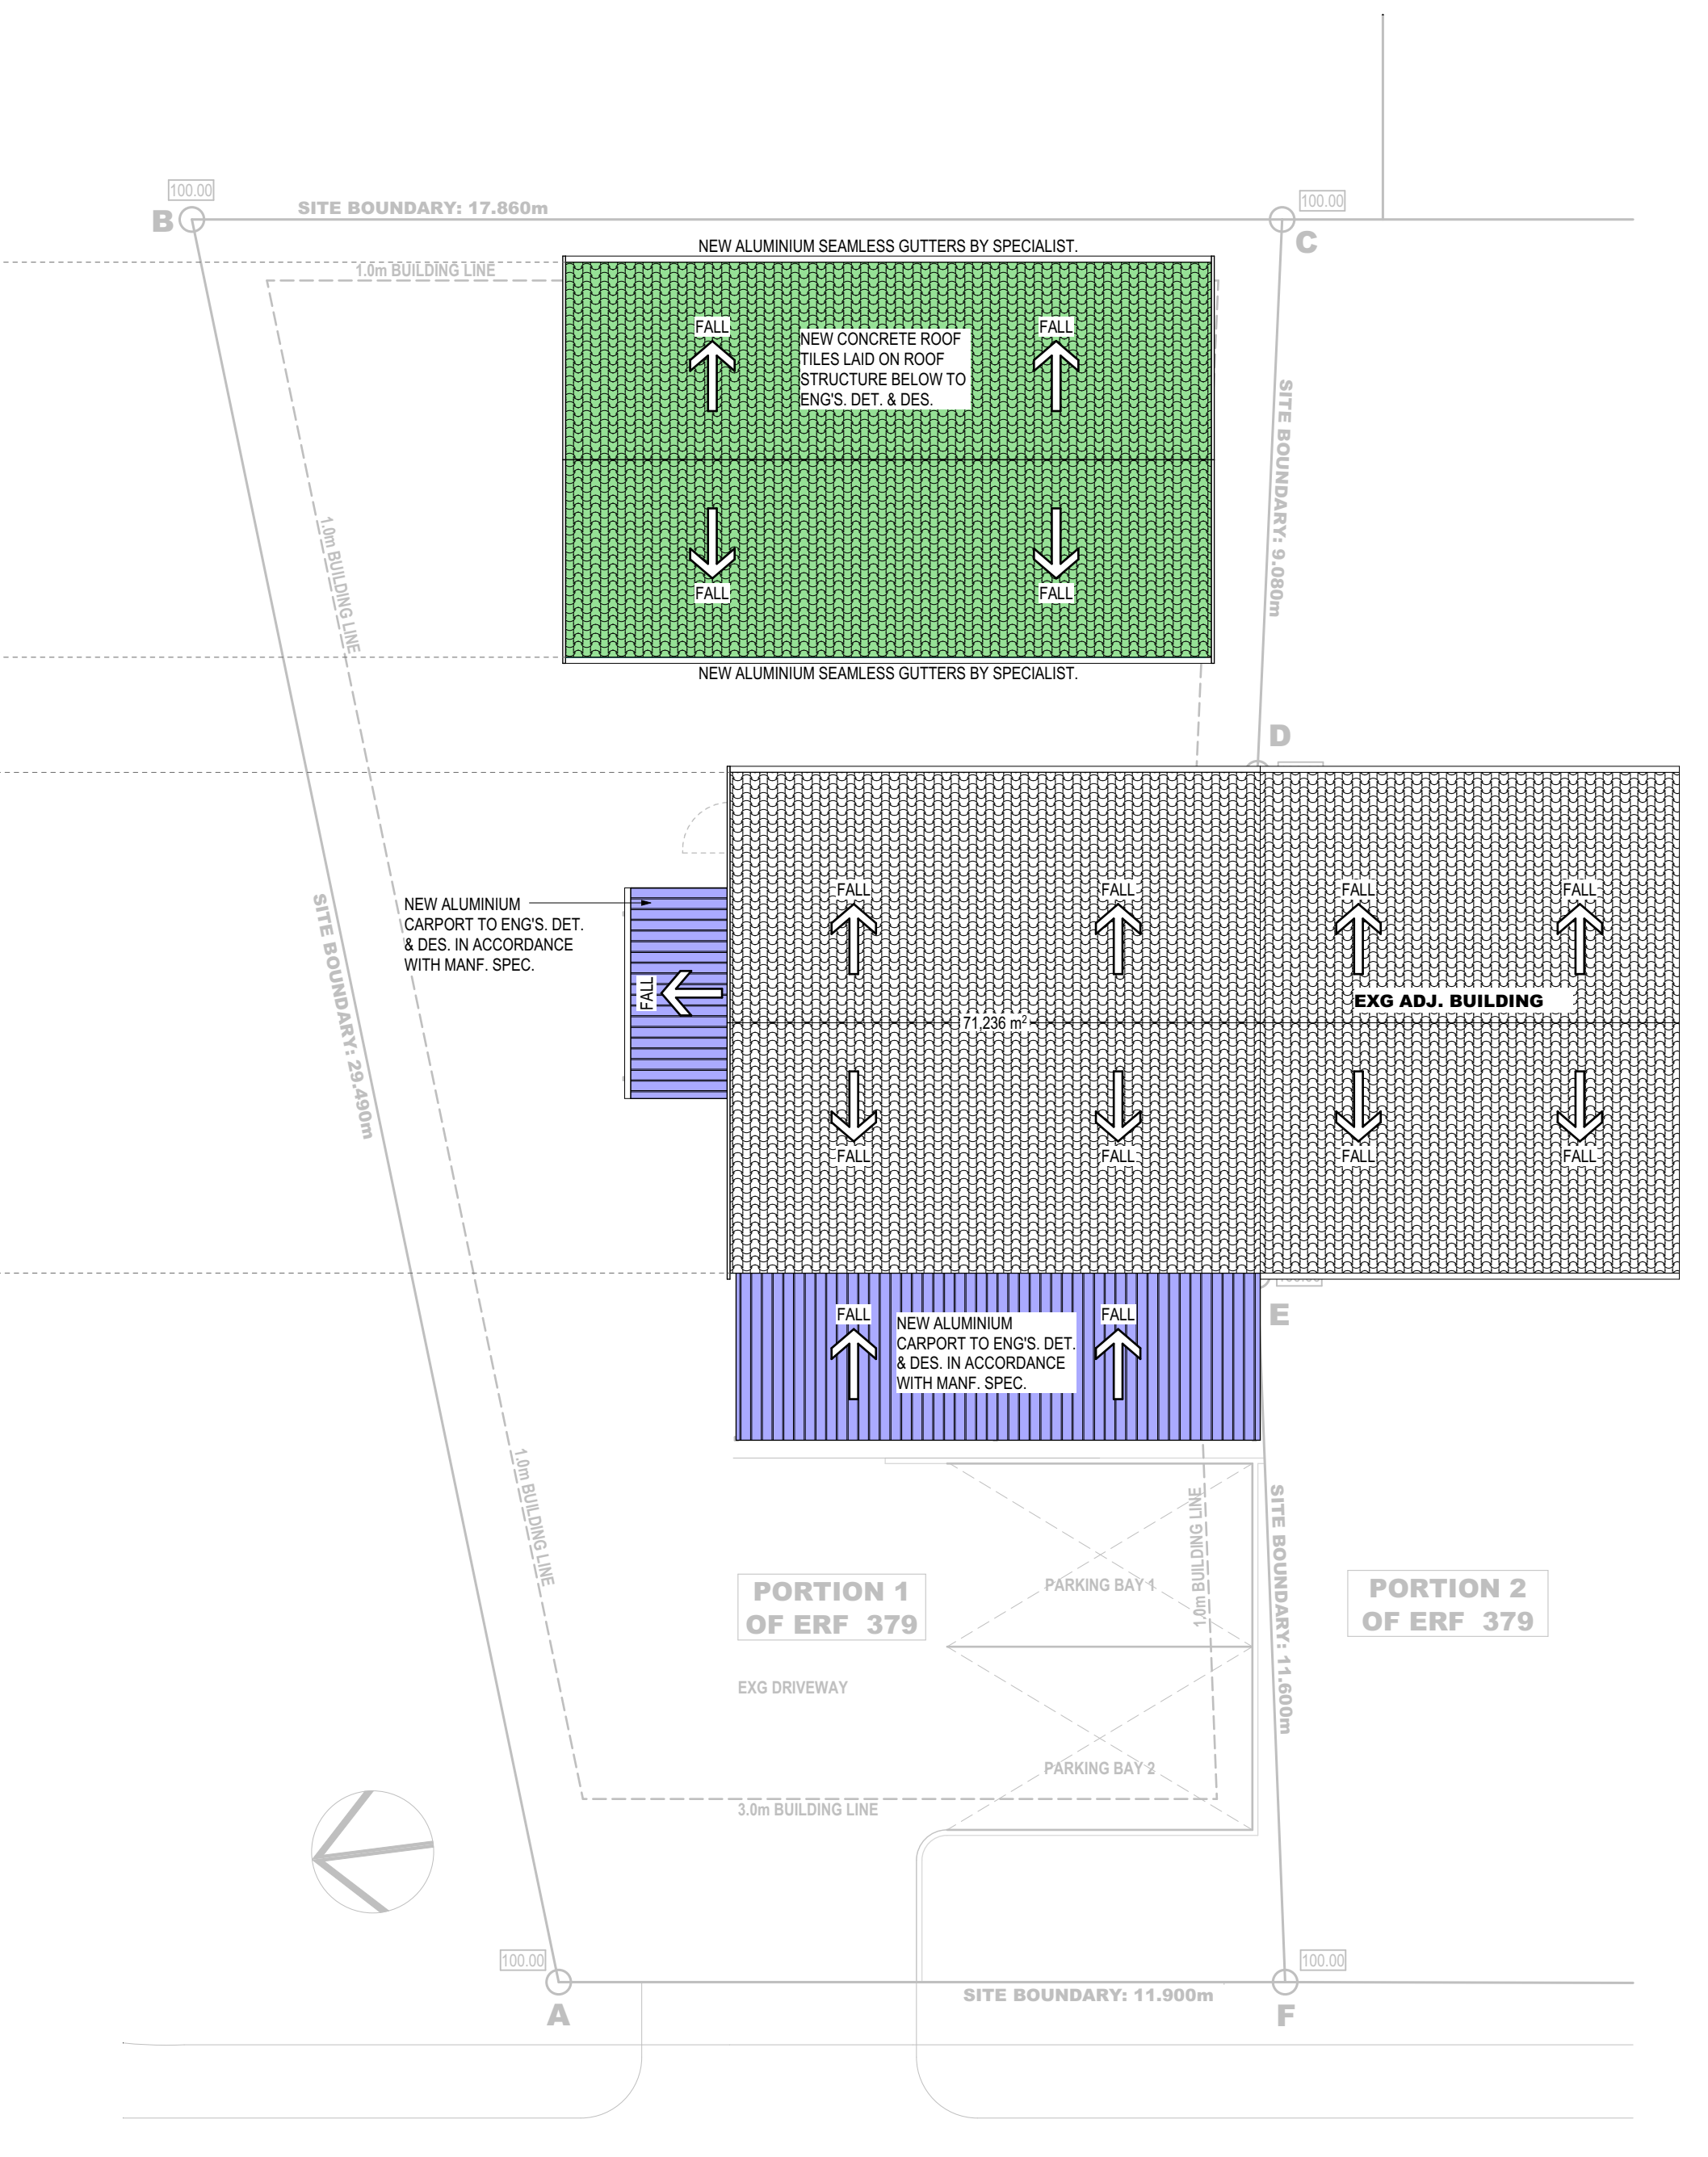 100.00
B
SITE BOUNDARY: 17.860m
100.00
C
NEW ALUMINIUM SEAMLESS GUTTERS BY SPECIALIST.
1.0m BUILDING LINE
FALL
FALL
NEW CONCRETE ROOF
TILES LAID ON ROOF
STRUCTURE BELOW TO
ENG'S. DET. & DES.
SITE BOUNDARY: 9.080m
1.0m BUILDING LINE
FALL
FALL
NEW ALUMINIUM SEAMLESS GUTTERS BY SPECIALIST.
D
NEW ALUMINIUM
CARPORT TO ENG'S. DET.
& DES. IN ACCORDANCE
WITH MANF. SPEC.
FALL
FALL
FALL
FALL
FALL
EXG ADJ. BUILDING
71,236 m²
SITE BOUNDARY: 29.490m
FALL
FALL
FALL
FALL
E
FALL
FALL
NEW ALUMINIUM
CARPORT TO ENG'S. DET.
& DES. IN ACCORDANCE
WITH MANF. SPEC.
1.0m BUILDING LINE
1.0m BUILDING LINE
SITE BOUNDARY: 11.600m
PARKING BAY 1
PORTION 1
OF ERF 379
PORTION 2
OF ERF 379
EXG DRIVEWAY
PARKING BAY 2
3.0m BUILDING LINE
100.00
100.00
SITE BOUNDARY: 11.900m
A
F